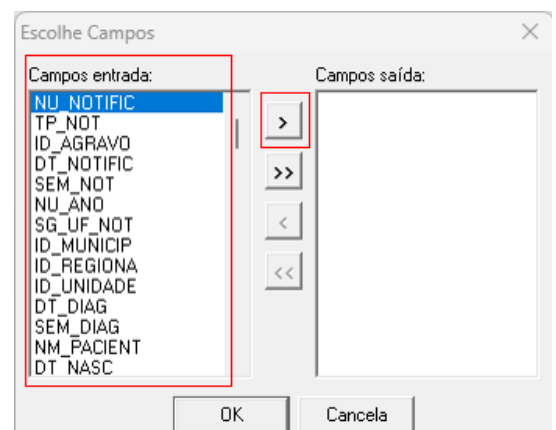 Escolhe Campos
Campos entrada:
Campos saída:
NU_NOTIFIC
TP_NOT
ID_AGRAVO
DT_NOTIFIC
SEM_NOT
NU_ANO
SG_UF_NOT
ID_MUNICIP
ID_REGIONA
ID_UNIDADE
DT_DIAG
SEM_DIAG
NM_PACIENT
DT_NASC
>
>>
<
<<
OK
Cancela